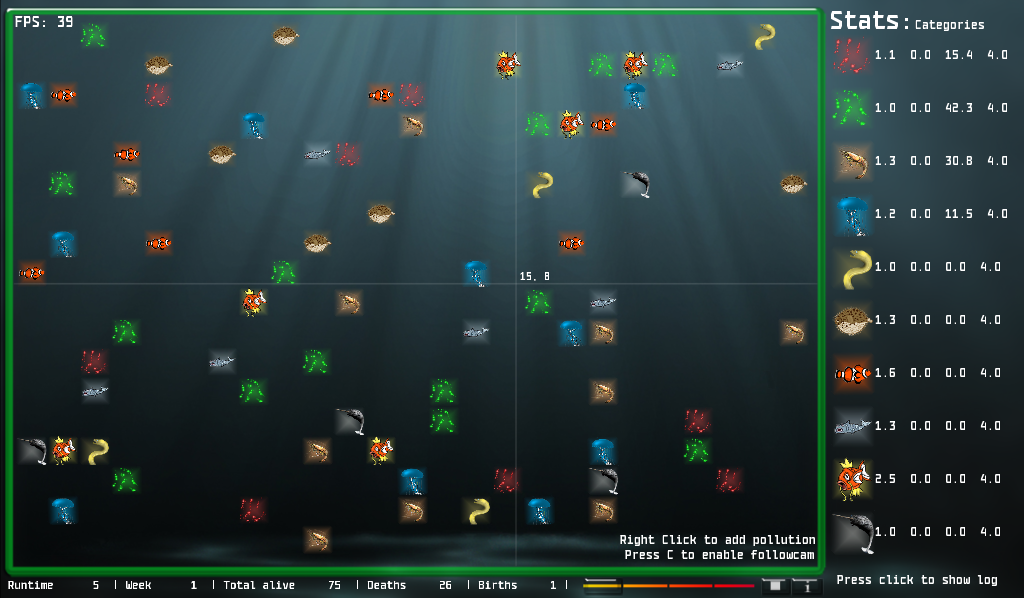 FPS: 39
Stats: Categories
1.1 0.0 15.4 4.0
1.0 0.0 42.3 4.0
1.3 0.0 30.8 4.0
1.2 0.0 11.5 4.0
1.0 0.0 0.0 4.0
15, 8
1.3 0.0 0.0 4.0
1.6 0.0 0.0 4.0
1.3 0.0 0.0 4.0
2.5 0.0 0.0 4.0
1.0 0.0 0.0 4.0
Right Click to add pollution
Press C to enable followcam
Press click to show log
Runtime 5 | Week 1 | Total alive 75 | Deaths 26 | Births 1 |